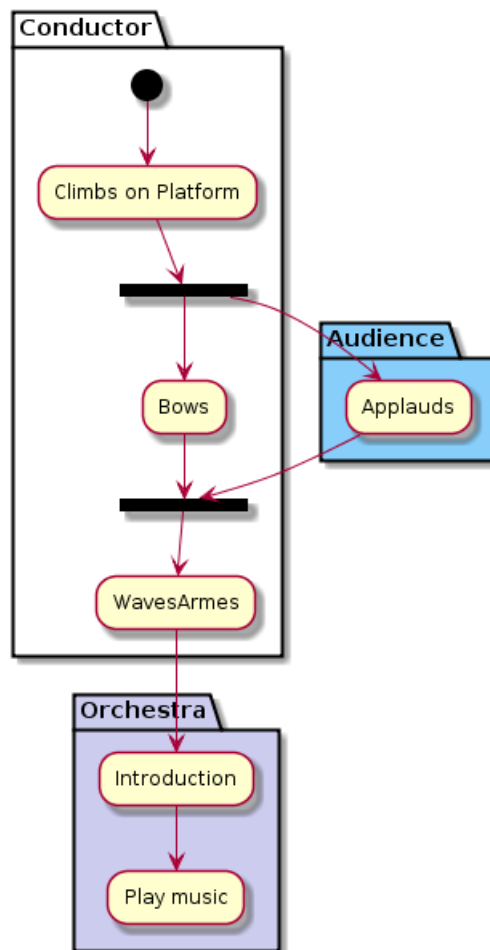 Conductor
Climbs on Platform
Audience
Bows
Applauds
WavesArmes
Orchestra
Introduction
Play music